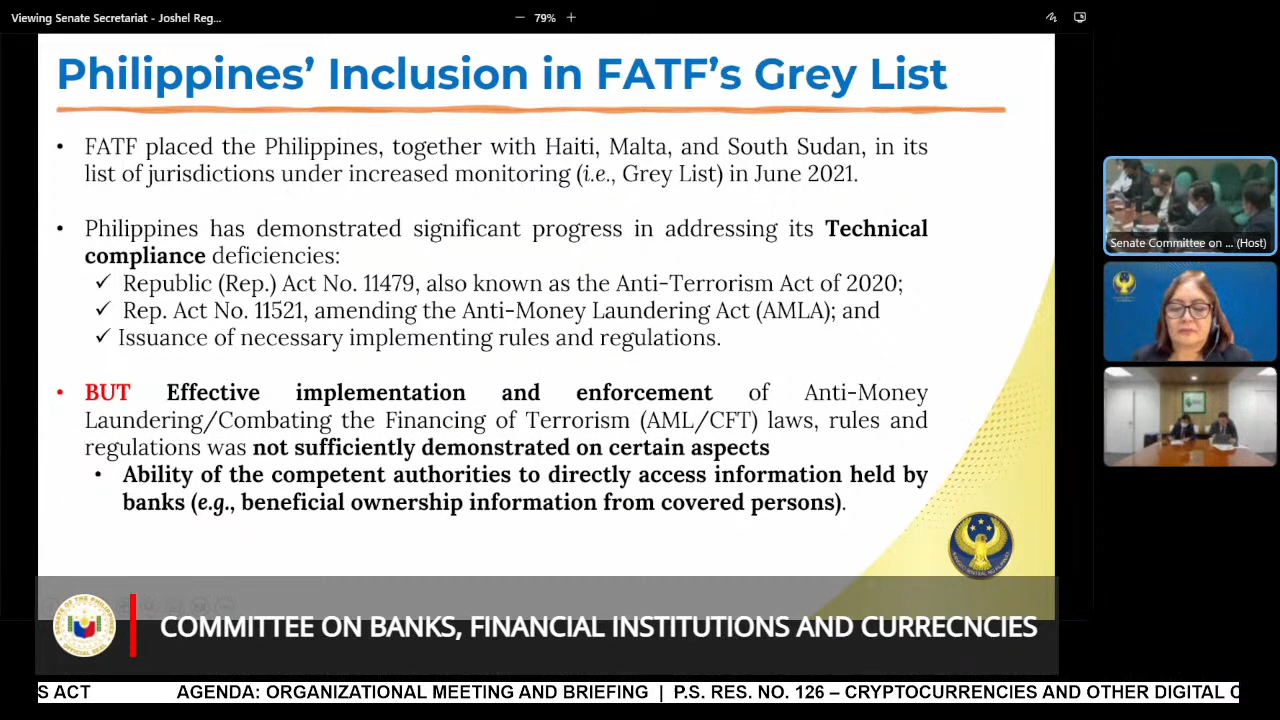 Viewing Senate Secretariat - Joshel Reg...
— 79% +
Philippines' Inclusion in FATF's Grey List
• FATF placed the Philippines, together with Haiti, Malta, and South Sudan, in its
list of jurisdictions under increased monitoring (i.e., Grey List) in June 2021.
• Philippines has demonstrated significant progress in addressing its Technical
compliance deficiencies:
✓ Republic (Rep.) Act No. 11479, also known as the Anti-Terrorism Act of 2020;
✓ Rep. Act No. 11521, amending the Anti-Money Laundering Act (AMLA); and
✓ Issuance of necessary implementing rules and regulations.
• BUT Effective implementation and enforcement of Anti-Money
Laundering/Combating the Financing of Terrorism (AML/CFT) laws, rules and
regulations was not sufficiently demonstrated on certain aspects
• Ability of the competent authorities to directly access information held by
banks (e.g., beneficial ownership information from covered persons).
Senate Committee on ... (Host)
COMMITTEE ON BANKS, FINANCIAL INSTITUTIONS AND CURRECNCIES
S ACT AGENDA: ORGANIZATIONAL MEETING AND BRIEFING | P.S. RES. NO. 126 – CRYPTOCURRENCIES AND OTHER DIGITAL